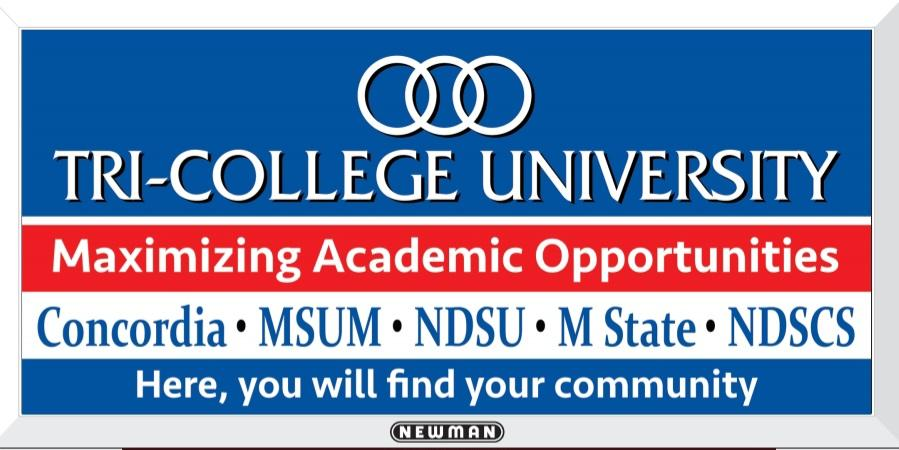 TRI-COLLEGE UNIVERSITY
Maximizing Academic Opportunities
Concordia • MSUM • NDSU • M State • NDSCS
Here, you will find your community
NEWMAN